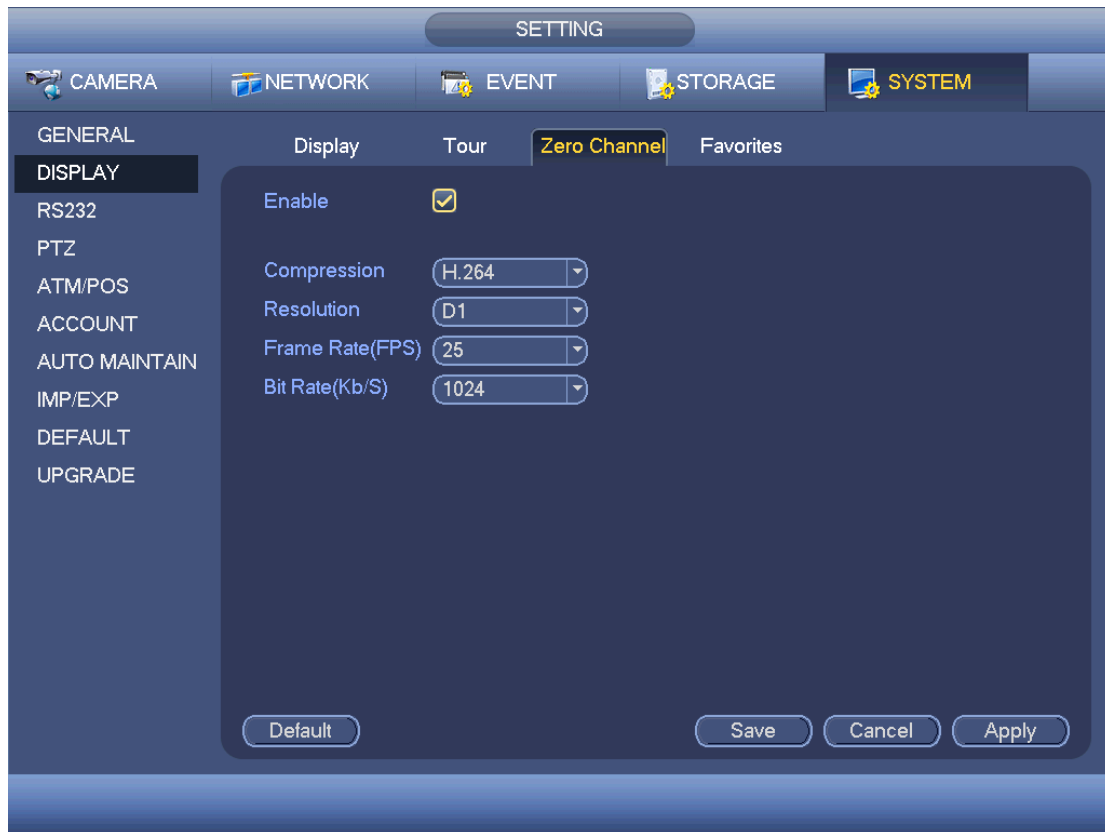 SETTING
CAMERA NETWORK EVENT STORAGE SYSTEM
GENERAL
DISPLAY
RS232
PTZ
ATM/POS
ACCOUNT
AUTO MAINTAIN
IMP/EXP
DEFAULT
UPGRADE
Display Tour Zero Channel Favorites
Enable
Compression H.264
Resolution D1
Frame Rate(FPS) 25
Bit Rate(Kb/S) 1024
Default Save Cancel Apply